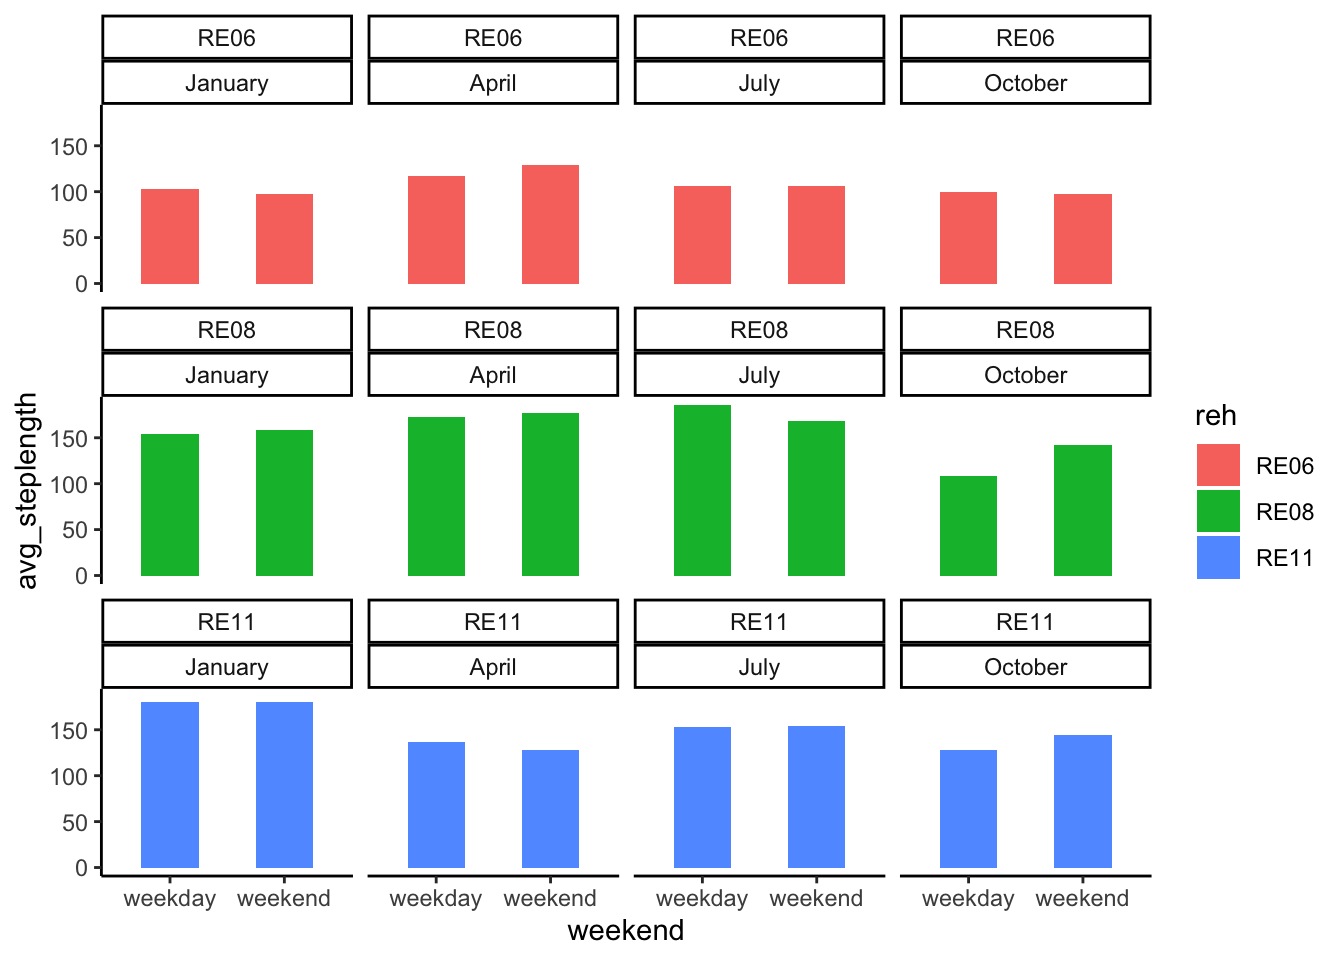 RE06 RE06 RE06 RE06
January April July October
150
100
50
0
RE08 RE08 RE08 RE08
January April July October
150
100
50
0
RE11 RE11 RE11 RE11
January April July October
150
100
50
0
weekday weekend weekday weekend weekday weekend weekday weekend
weekend
avg_steplength
reh
RE06
RE08
RE11